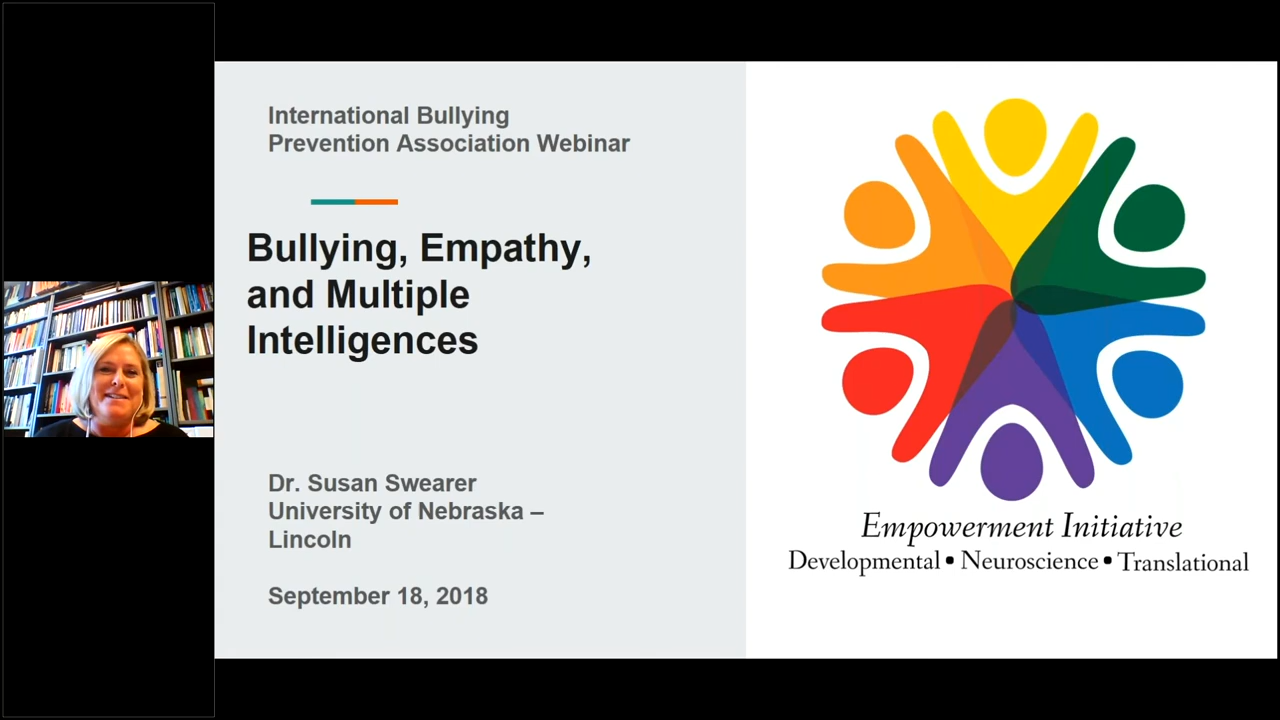 International Bullying
Prevention Association Webinar
Bullying, Empathy,
and Multiple
Intelligences
Dr. Susan Swearer
University of Nebraska –
Lincoln
September 18, 2018
Empowerment Initiative
Developmental • Neuroscience • Translational